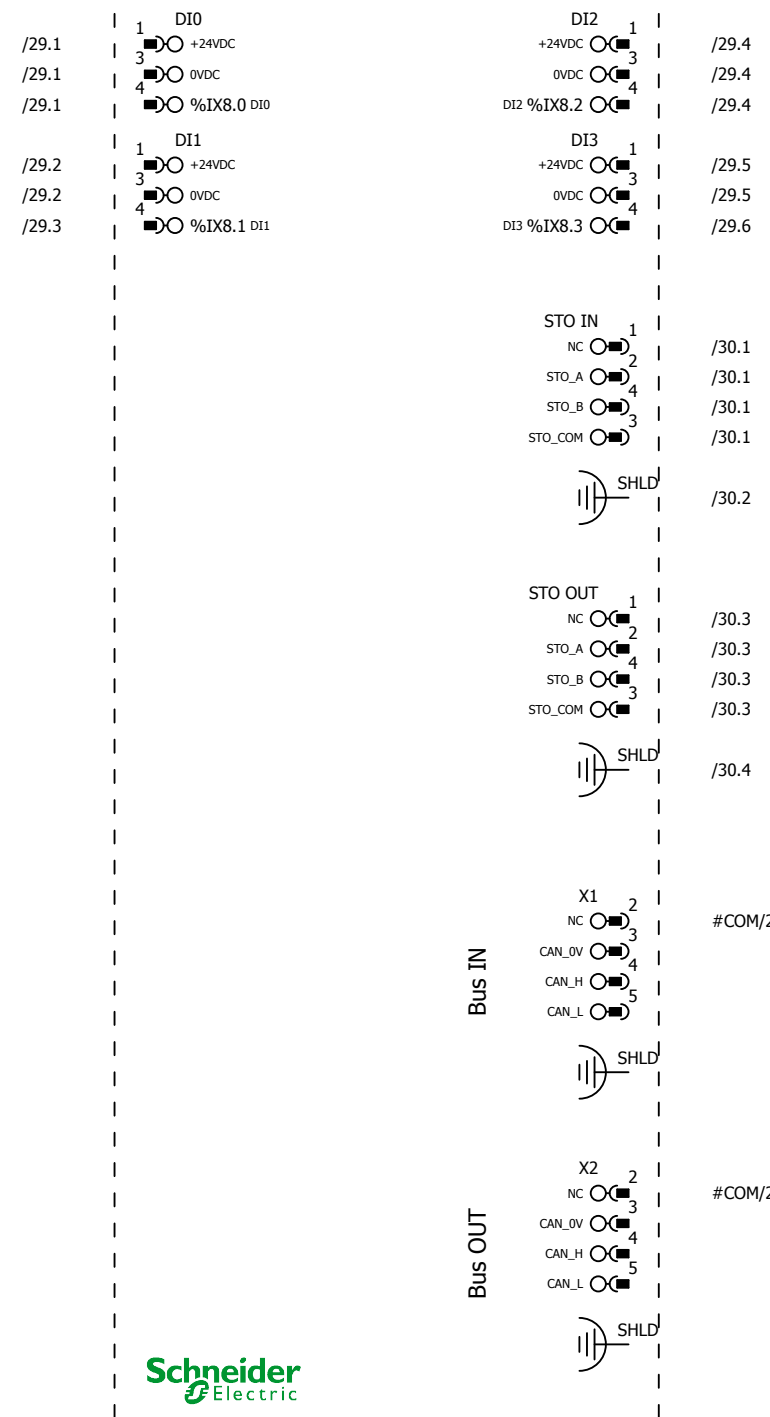 DI0
1
/29.1 +24VDC
3
/29.1 0VDC
4
/29.1 %IX8.0 DI0
DI1
1
/29.2 +24VDC
3
/29.2 0VDC
4
/29.3 %IX8.1 DI1
DI2
1
+24VDC /29.4
3
0VDC /29.4
4
DI2 %IX8.2 /29.4
DI3
1
+24VDC /29.5
3
0VDC /29.5
4
DI3 %IX8.3 /29.6
STO IN
1
NC /30.1
2
STO_A /30.1
4
STO_B /30.1
3
STO_COM /30.1
SHLD
/30.2
STO OUT
1
NC /30.3
2
STO_A /30.3
4
STO_B /30.3
3
STO_COM /30.3
SHLD
/30.4
Bus IN
X1
2
NC #COM/2
3
CAN_0V
4
CAN_H
5
CAN_L
SHLD
Bus OUT
X2
2
NC #COM/2
3
CAN_0V
4
CAN_H
5
CAN_L
SHLD
Schneider
Electric